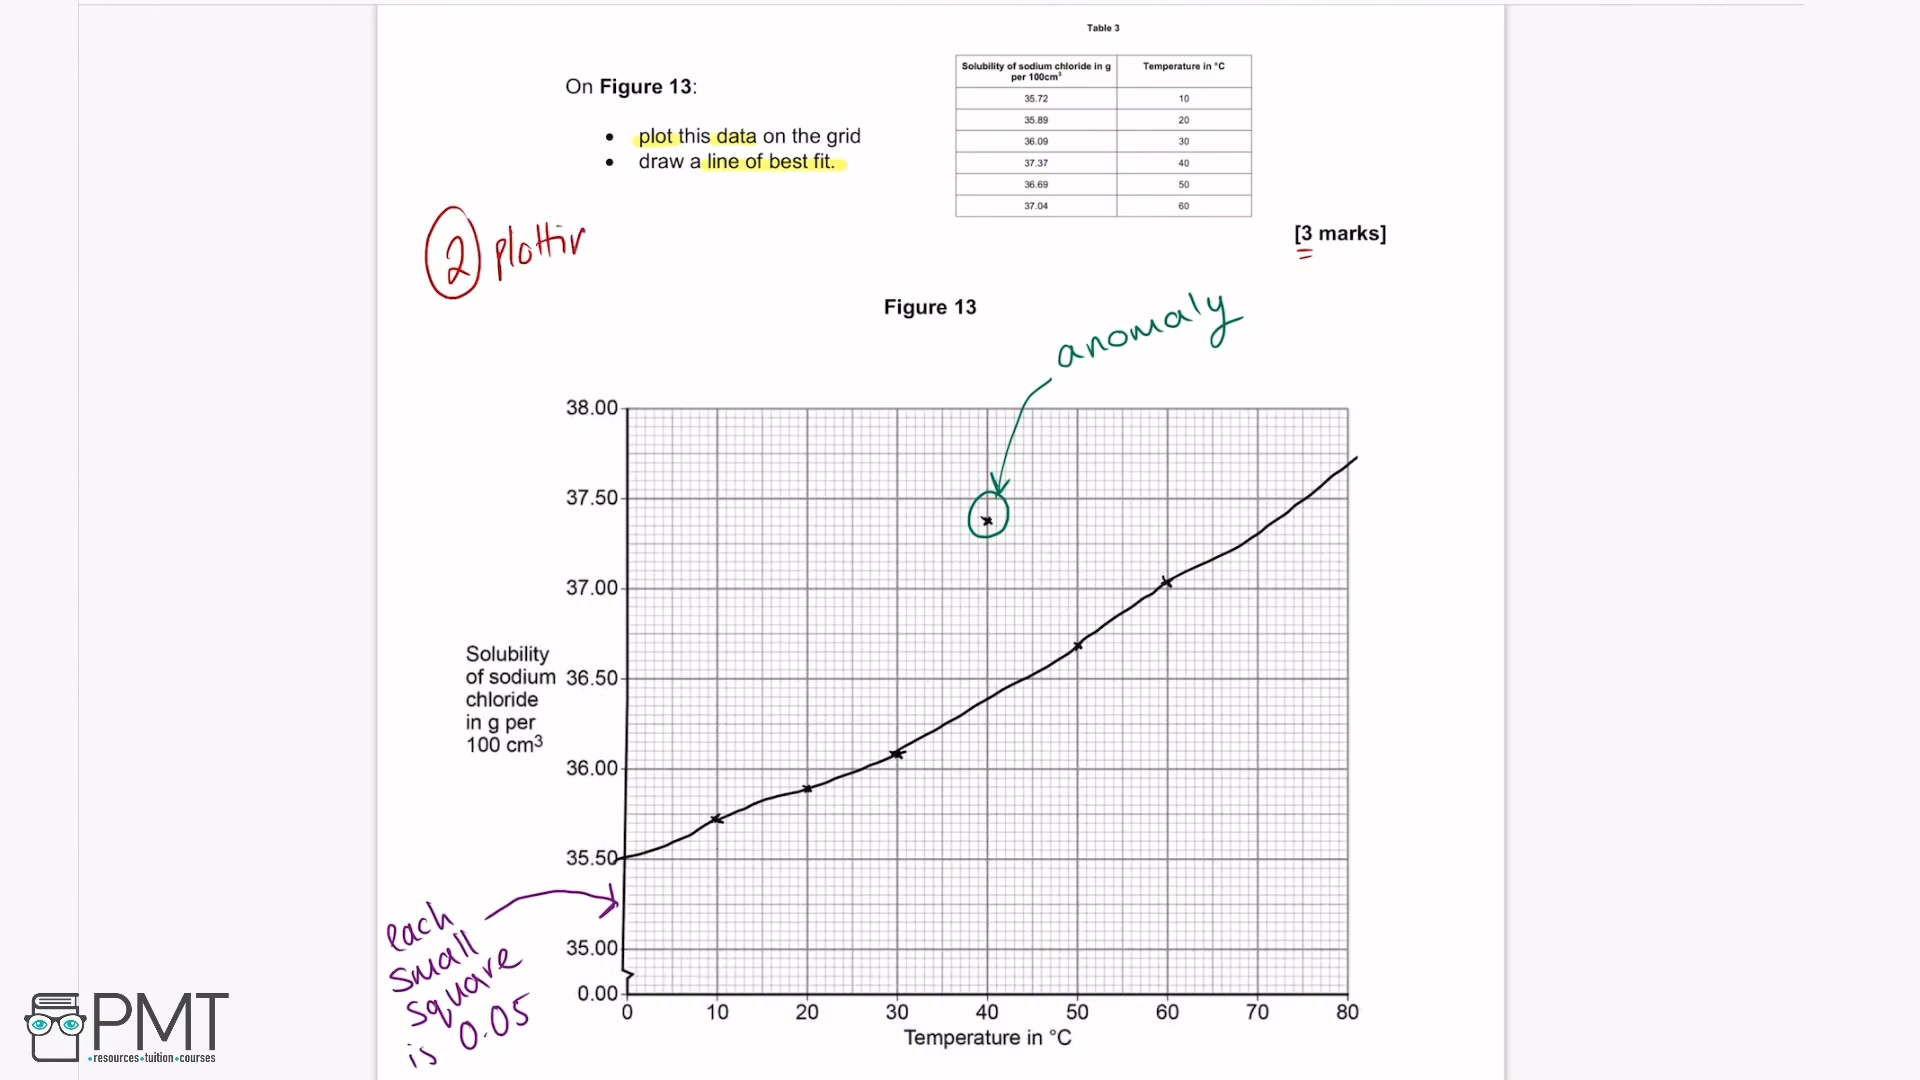 Table 3
Solubility of sodium chloride in g per 100cm³ Temperature in °C
35.72 10
35.89 20
36.09 30
37.37 40
36.69 50
37.04 60
On Figure 13:
• plot this data on the grid
• draw a line of best fit.
[3 marks]
② plottin
Figure 13
anomaly
38.00
37.50
37.00
36.50
36.00
35.50
35.00
0.00
Solubility
of sodium
chloride
in g per
100 cm³
0 10 20 30 40 50 60 70 80
Temperature in °C
each
small
square
is 0.05
PMT
•resources•tuition•courses